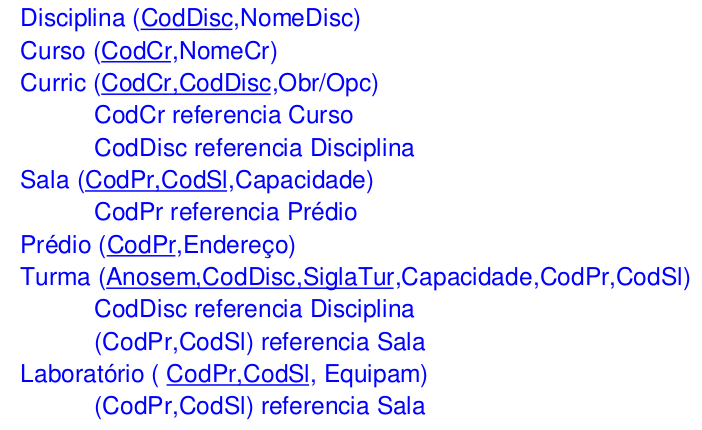 Disciplina (CodDisc,NomeDisc)
Curso (CodCr,NomeCr)
Curric (CodCr,CodDisc,Obr/Opc)
CodCr referencia Curso
CodDisc referencia Disciplina
Sala (CodPr,CodSl,Capacidade)
CodPr referencia Prédio
Prédio (CodPr,Endereço)
Turma (Anosem,CodDisc,SiglaTur,Capacidade,CodPr,CodSl)
CodDisc referencia Disciplina
(CodPr,CodSl) referencia Sala
Laboratório ( CodPr,CodSl, Equipam)
(CodPr,CodSl) referencia Sala